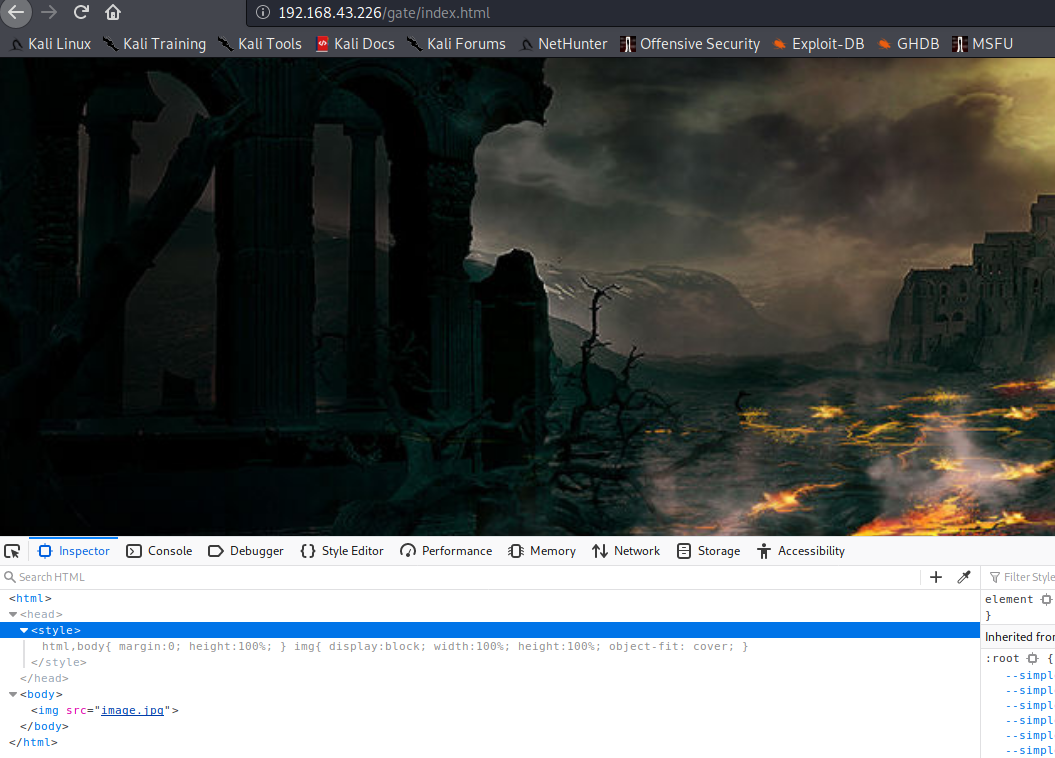 192.168.43.226/gate/index.html
Kali Linux Kali Training Kali Tools Kali Docs Kali Forums NetHunter Offensive Security Exploit-DB GHDB MSFU
Inspector Console Debugger Style Editor Performance Memory Network Storage Accessibility
Search HTML
Filter Style
<html>
<head>
<style>
html,body{ margin:0; height:100%; } img{ display:block; width:100%; height:100%; object-fit: cover; }
</style>
</head>
<body>
<img src="image.jpg">
</body>
</html>
element
}
Inherited from
:root {
--simpl
--simpl
--simpl
--simpl
--simpl
--simpl